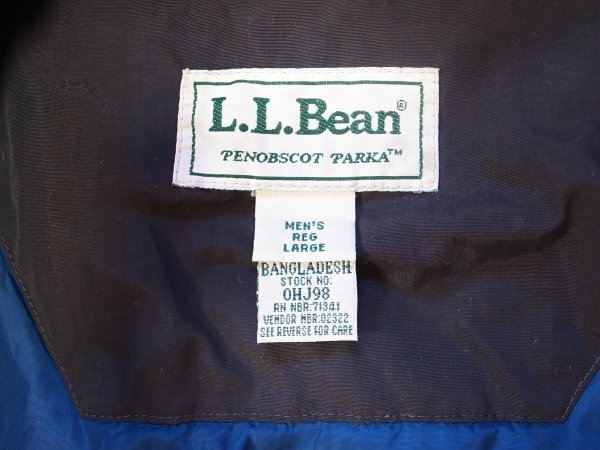 L.L.Bean®
PENOBSCOT PARKA™
MEN'S
REG
LARGE
BANGLADESH
STOCK NO:
0HJ98
RN NBR:71341
VENDOR NBR:02322
SEE REVERSE FOR CARE